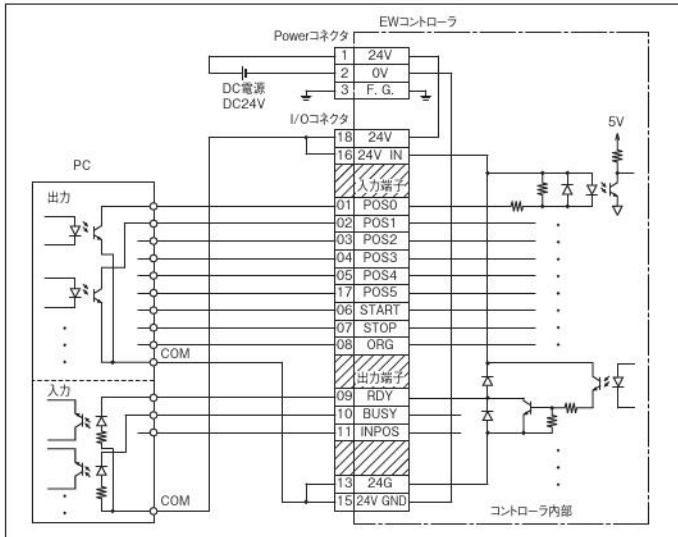 EWコントローラ
Powerコネクタ
1 24V
2 0V
3 F. G.
DC電源
DC24V
I/Oコネクタ
18 24V
16 24V IN
5V
PC
入力端子
出力
01 POS0
02 POS1
03 POS2
04 POS3
05 POS4
17 POS5
06 START
07 STOP
08 ORG
COM
出力端子
入力
09 RDY
10 BUSY
11 INPOS
13 24G
COM
15 24V GND
コントローラ内部